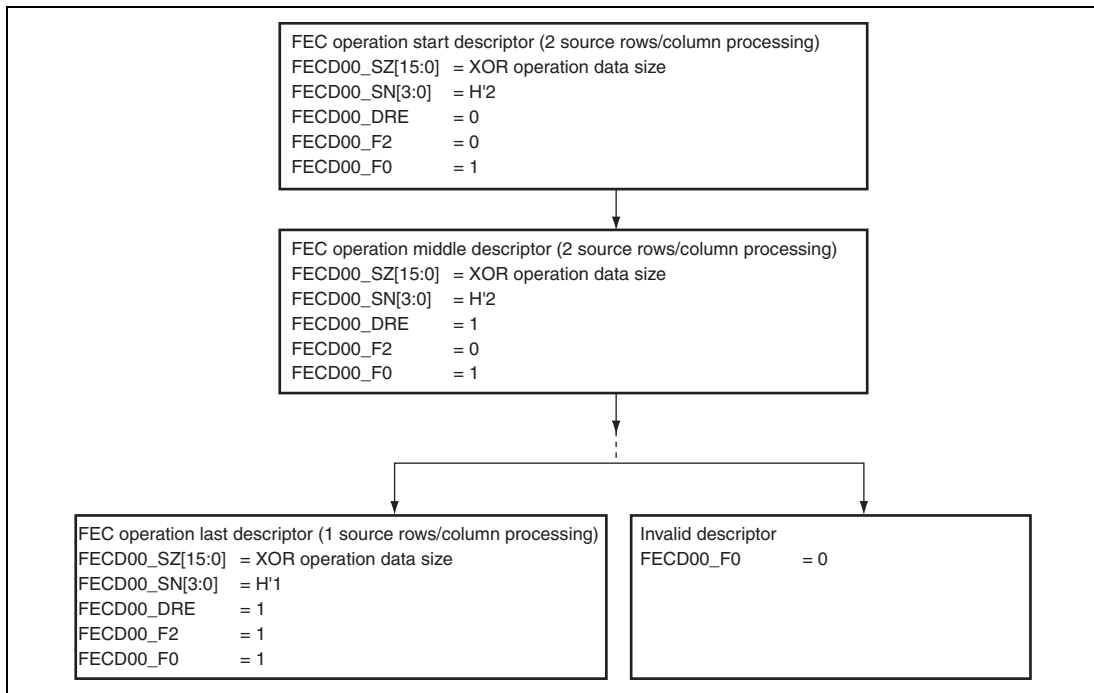 FEC operation start descriptor (2 source rows/column processing)
FECD00_SZ[15:0] = XOR operation data size
FECD00_SN[3:0] = H'2
FECD00_DRE = 0
FECD00_F2 = 0
FECD00_F0 = 1
FEC operation middle descriptor (2 source rows/column processing)
FECD00_SZ[15:0] = XOR operation data size
FECD00_SN[3:0] = H'2
FECD00_DRE = 1
FECD00_F2 = 0
FECD00_F0 = 1
FEC operation last descriptor (1 source rows/column processing)
FECD00_SZ[15:0] = XOR operation data size
FECD00_SN[3:0] = H'1
FECD00_DRE = 1
FECD00_F2 = 1
FECD00_F0 = 1
Invalid descriptor
FECD00_F0 = 0